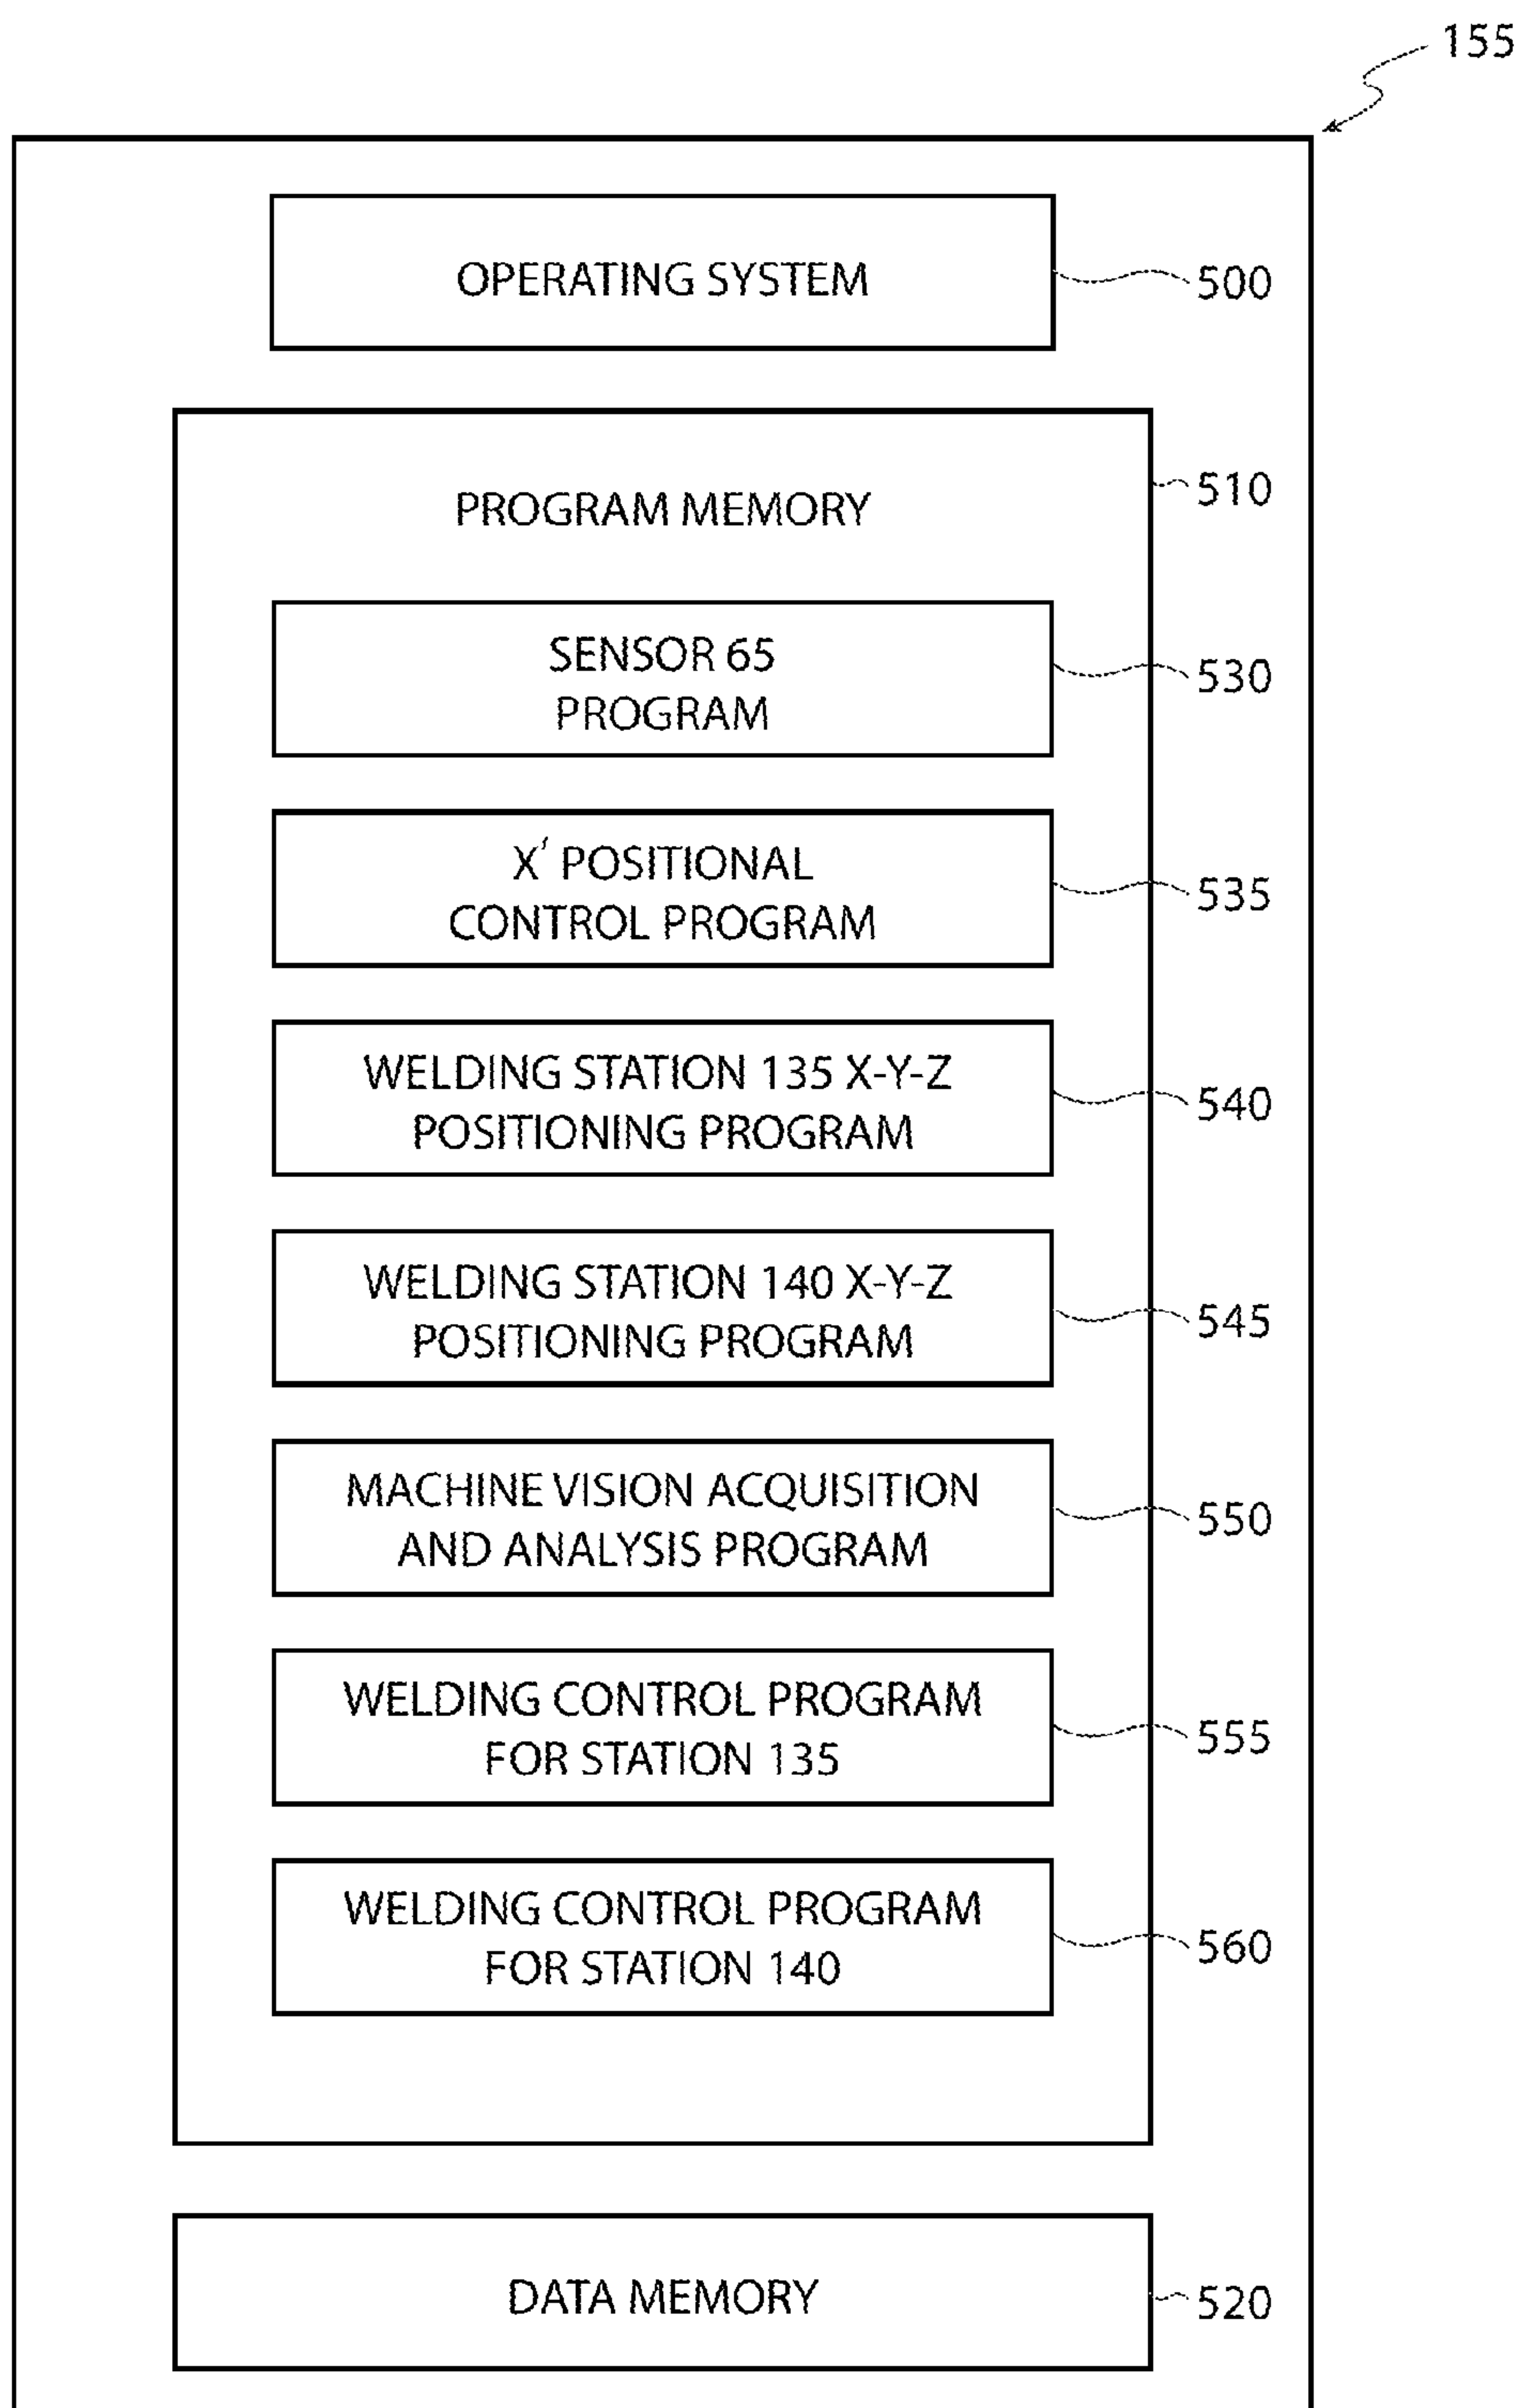 155
OPERATING SYSTEM
500
PROGRAM MEMORY
510
SENSOR 65
PROGRAM
530
X' POSITIONAL
CONTROL PROGRAM
535
WELDING STATION 135 X-Y-Z
POSITIONING PROGRAM
540
WELDING STATION 140 X-Y-Z
POSITIONING PROGRAM
545
MACHINE VISION ACQUISITION
AND ANALYSIS PROGRAM
550
WELDING CONTROL PROGRAM
FOR STATION 135
555
WELDING CONTROL PROGRAM
FOR STATION 140
560
DATA MEMORY
520